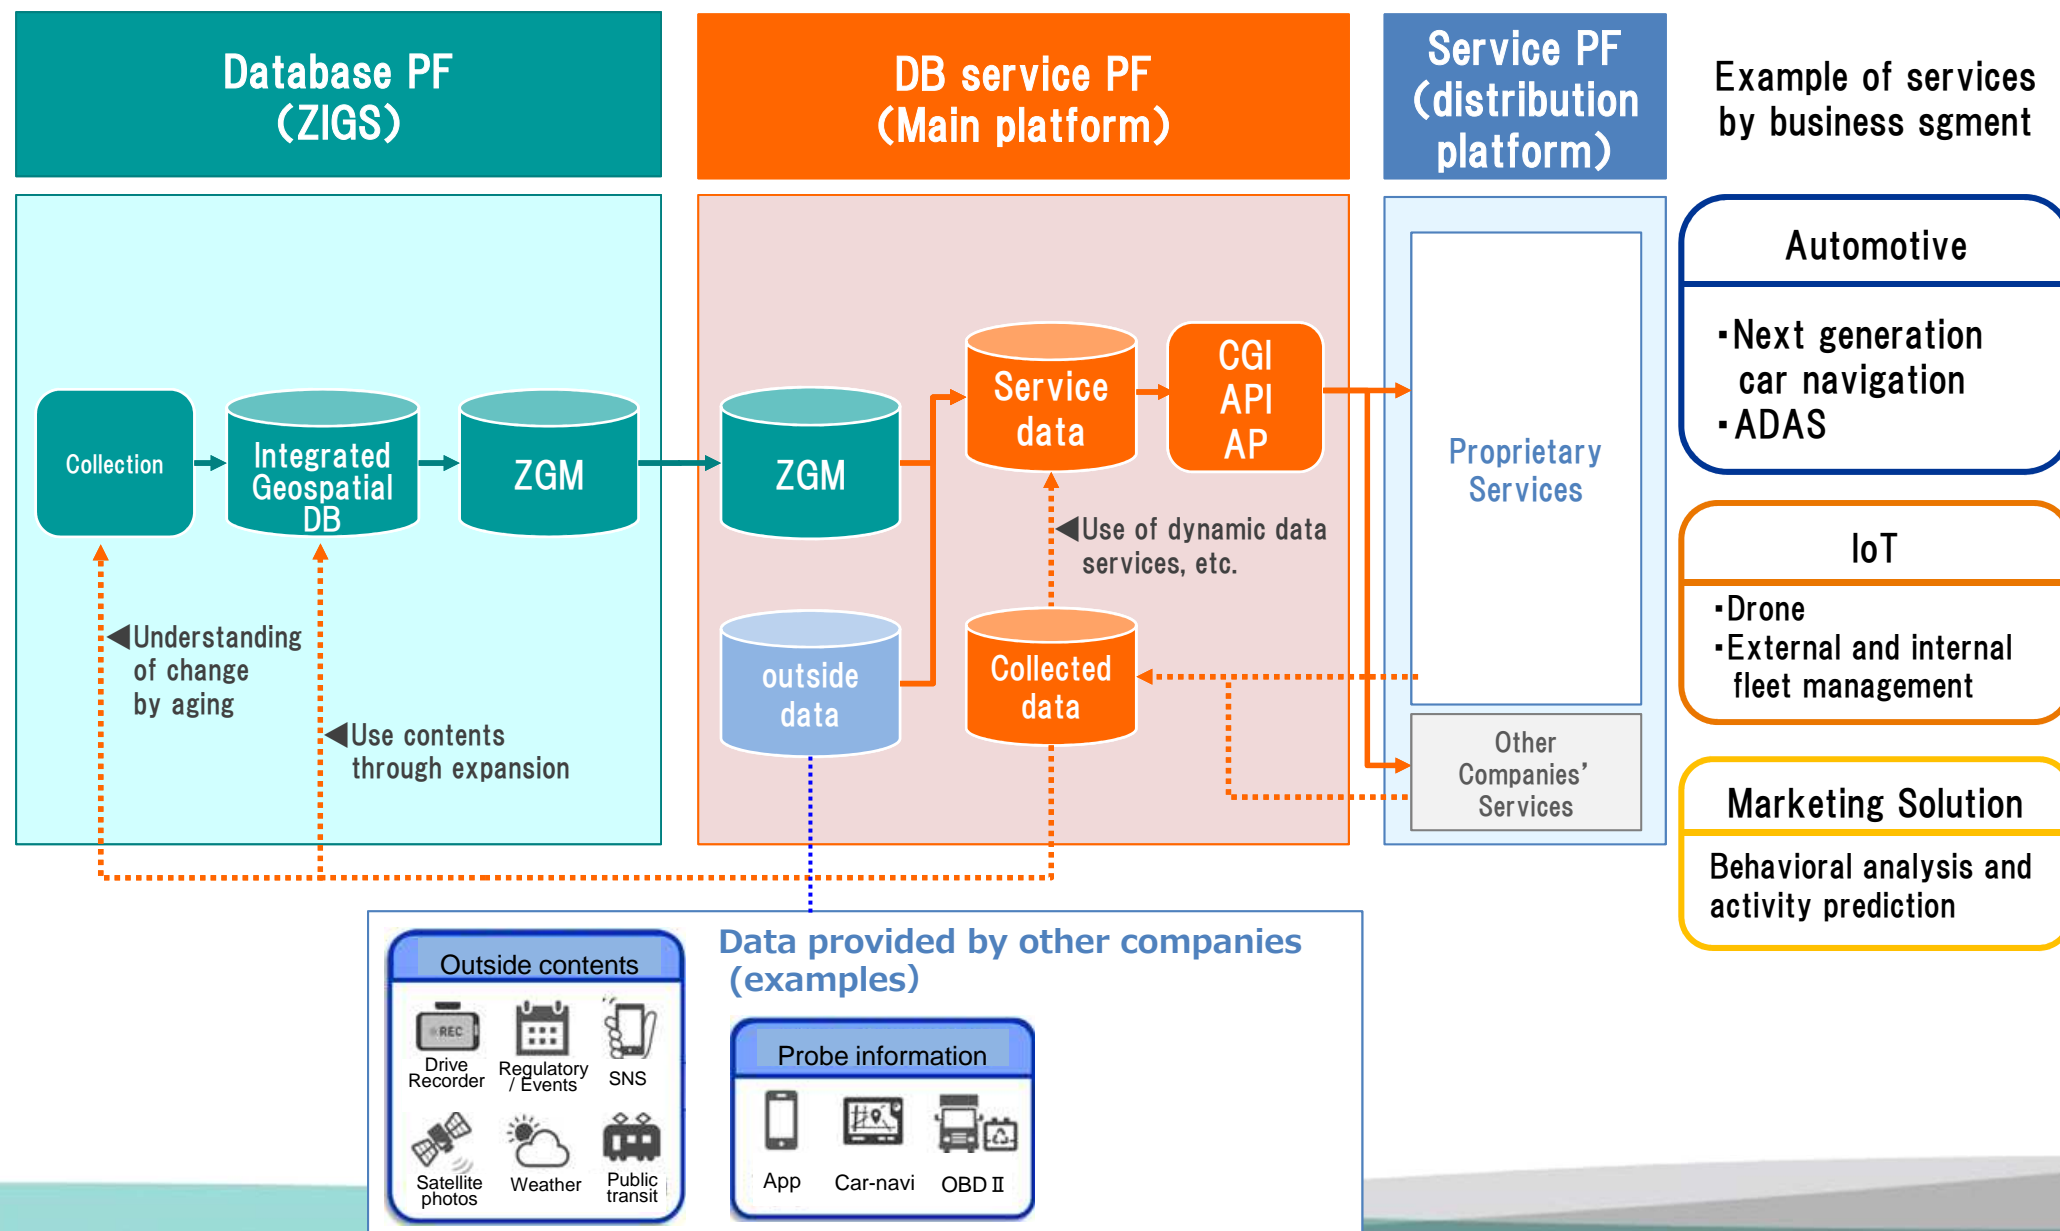 Database PF
(ZIGS)
DB service PF
(Main platform)
Service PF
(distribution
platform)
Example of services
by business sgment
Collection
Integrated
Geospatial
DB
ZGM
ZGM
Service
data
CGI
API
AP
Proprietary
Services
◀Use of dynamic data
services, etc.
◀Understanding
of change
by aging
◀Use contents
through expansion
outside
data
Collected
data
Other
Companies’
Services
Automotive
・Next generation
car navigation
・ADAS
IoT
・Drone
・External and internal
fleet management
Marketing Solution
Behavioral analysis and
activity prediction
Data provided by other companies
(examples)
Outside contents
REC
Drive
Recorder
Regulatory
/ Events
SNS
Satellite
photos
Weather
Public
transit
Probe information
App
Car-navi
OBDⅡ